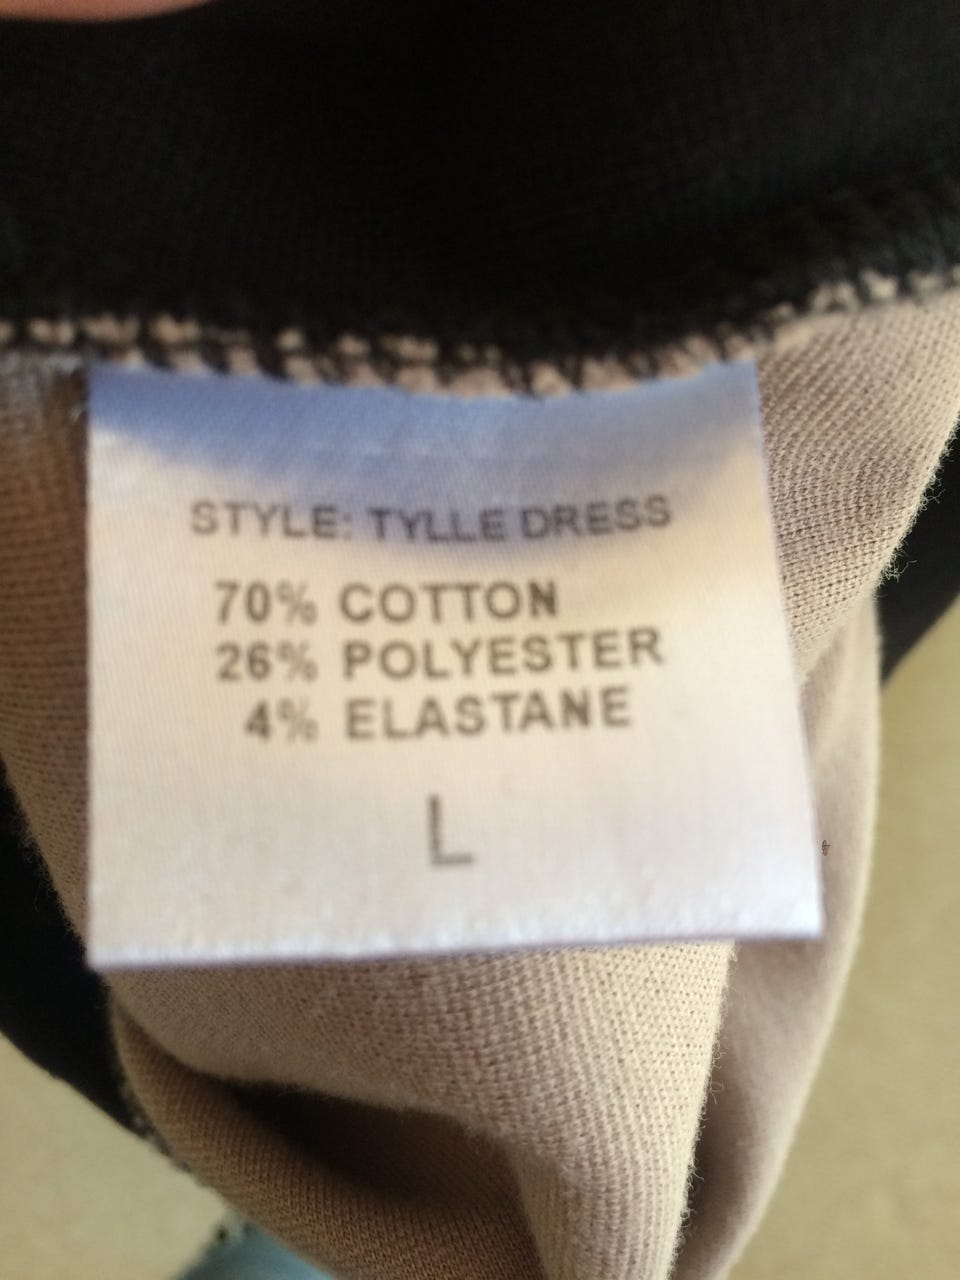 STYLE: TYLLE DRESS
70% COTTON
26% POLYESTER
4% ELASTANE
L